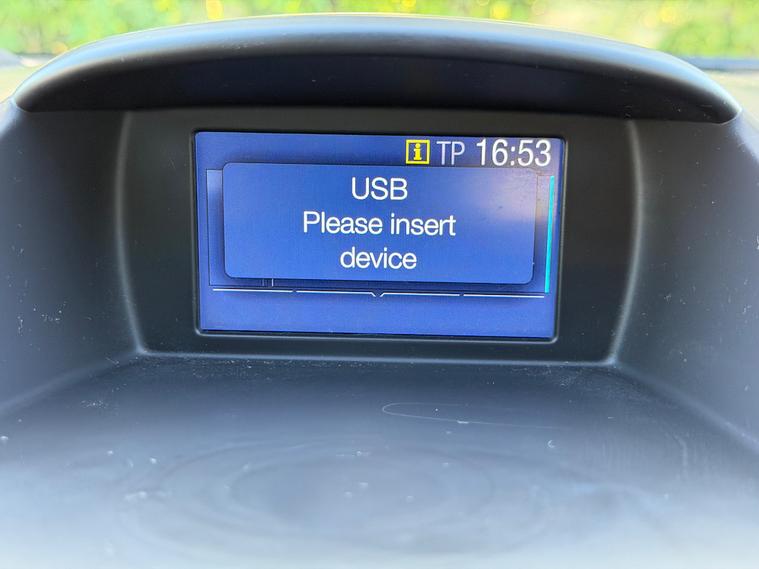 i TP 16:53
USB
Please insert
device